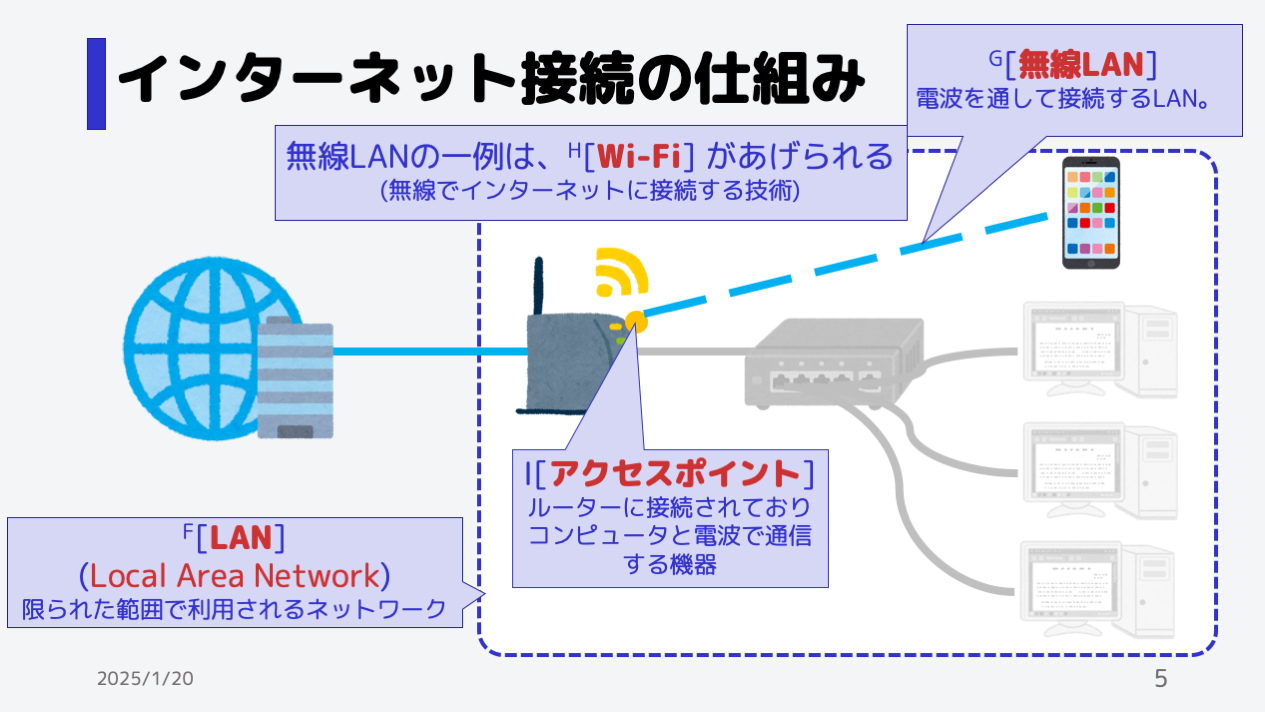 インターネット接続の仕組み
G[無線LAN]
電波を通して接続するLAN。
無線LANの一例は、H[Wi-Fi] があげられる
(無線でインターネットに接続する技術)
I[アクセスポイント]
ルーターに接続されており
コンピュータと電波で通信
する機器
F[LAN]
(Local Area Network)
限られた範囲で利用されるネットワーク
2025/1/20
5